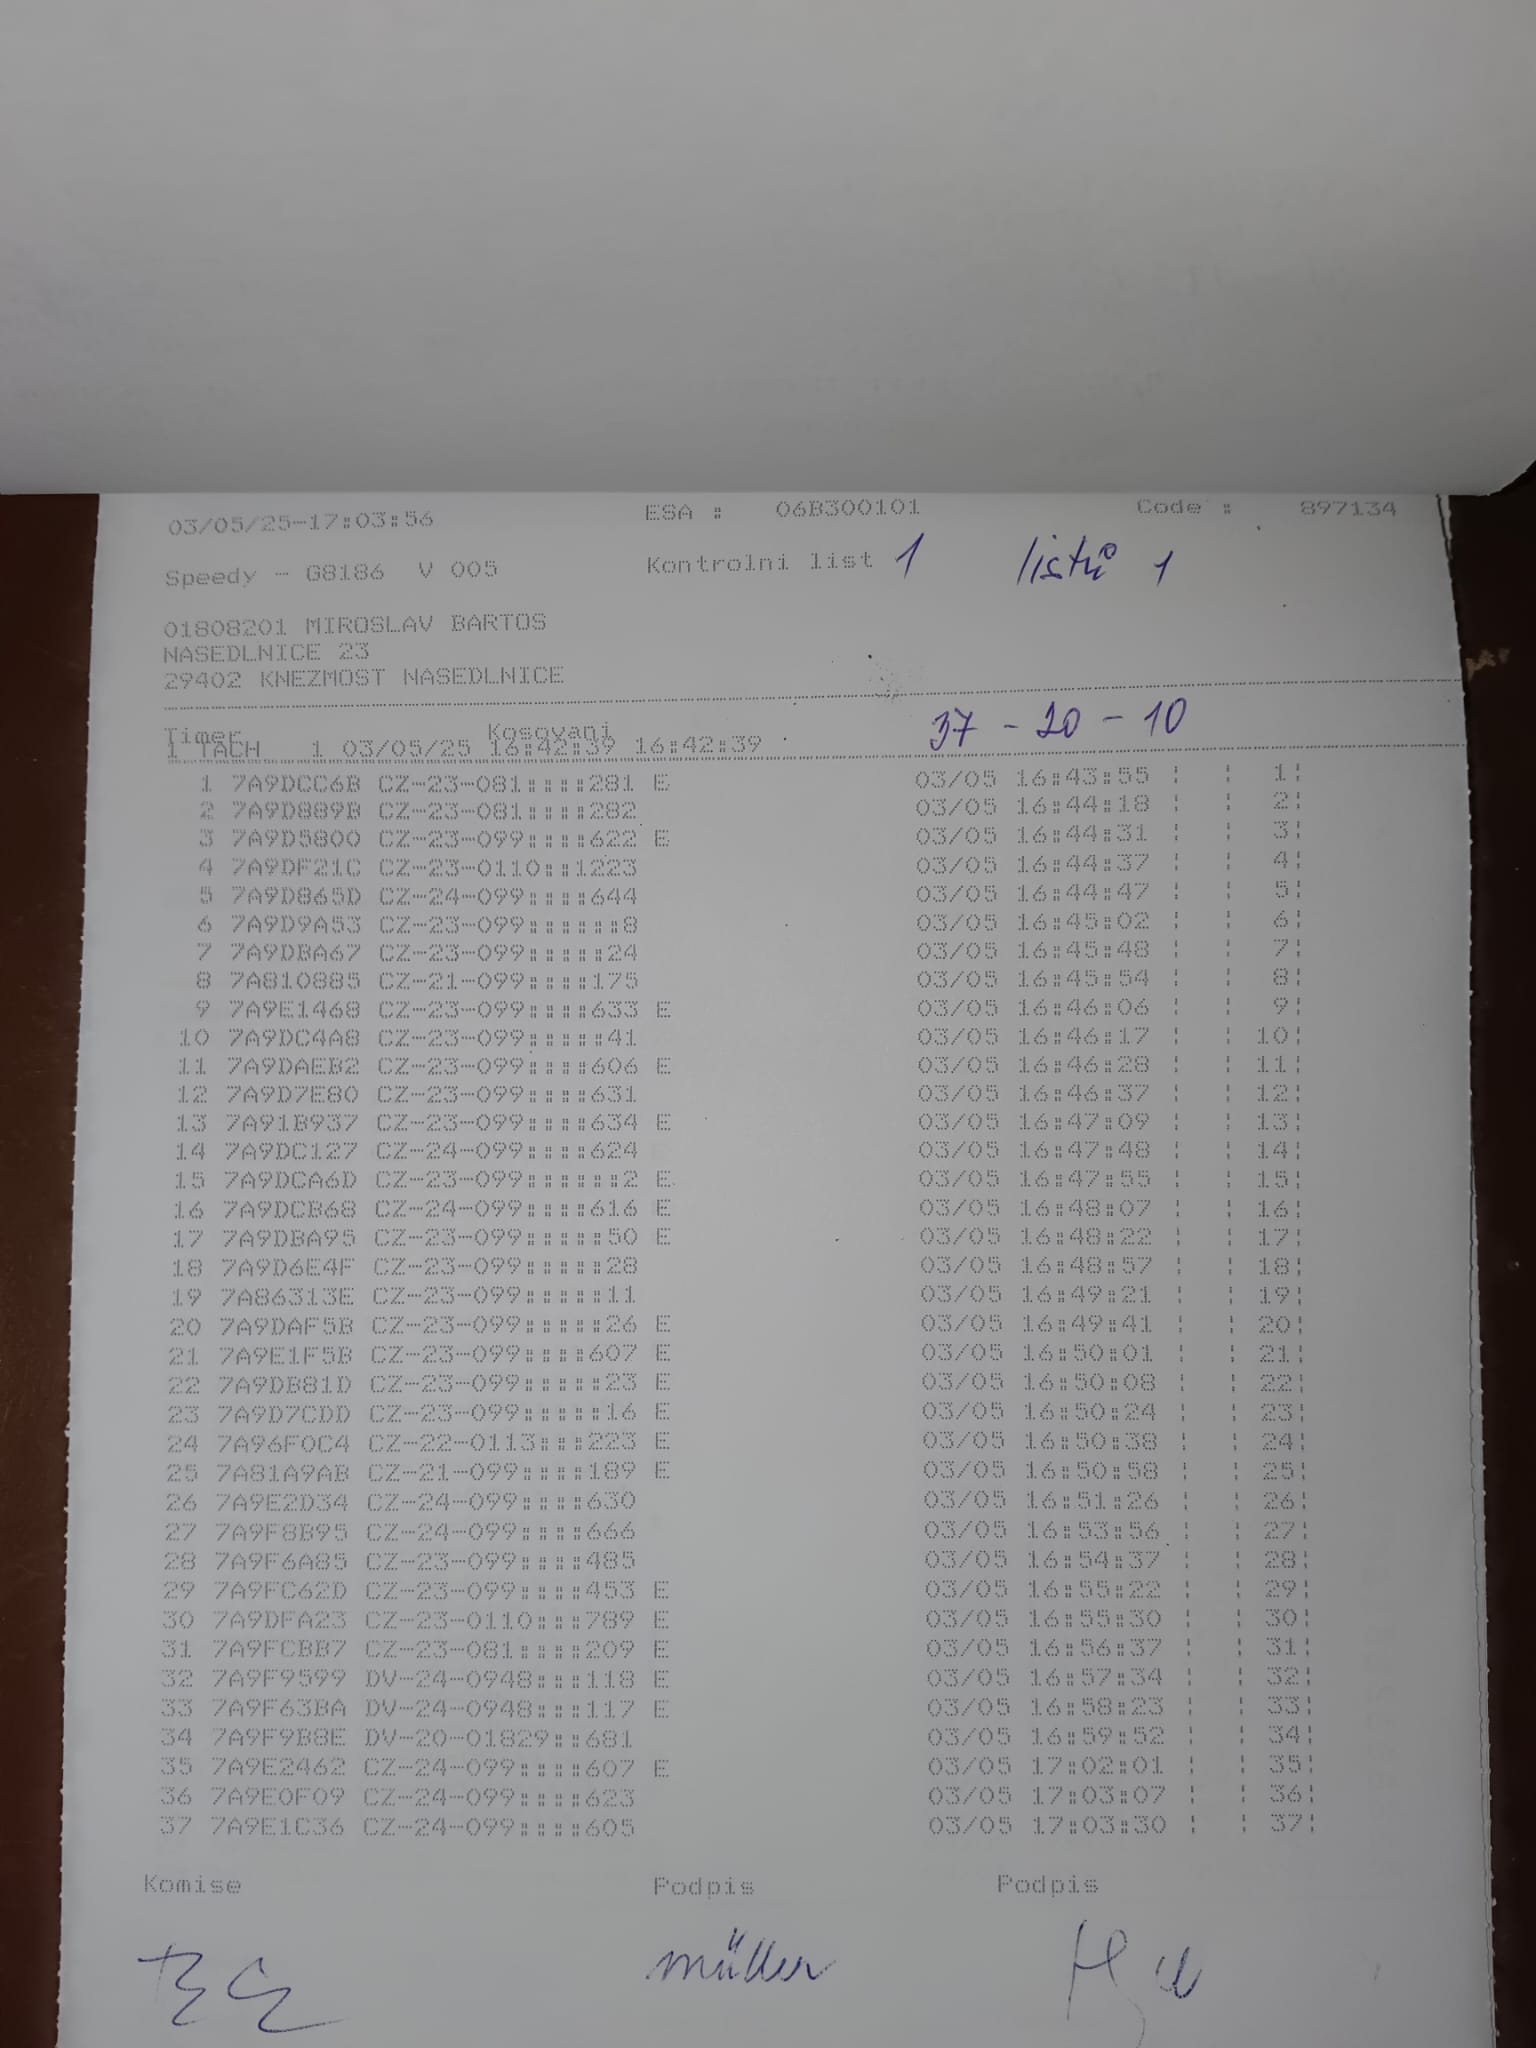 03/05/25-17:03:56 ESA : 06B300101 Code : 897134
Speedy - G8186 V 005 Kontrolni list 1 listů 1
01808201 MIROSLAV BARTOS
NASEDLNICE 23
29402 KNEZMOST NASEDLNICE
Timer Kosovani 37 - 20 - 10
1 TACH 1 03/05/25 16:42:39 16:42:39
1 7A9DCC6B CZ-23-081::::281 E 03/05 16:43:55 ¦ ¦ 1¦
2 7A9D889B CZ-23-081::::282 03/05 16:44:18 ¦ ¦ 2¦
3 7A9D5800 CZ-23-099::::622 E 03/05 16:44:31 ¦ ¦ 3¦
4 7A9DF21C CZ-23-0110::1223 03/05 16:44:37 ¦ ¦ 4¦
5 7A9D865D CZ-24-099::::644 03/05 16:44:47 ¦ ¦ 5¦
6 7A9D9A53 CZ-23-099::::::8 03/05 16:45:02 ¦ ¦ 6¦
7 7A9DBA67 CZ-23-099:::::24 03/05 16:45:48 ¦ ¦ 7¦
8 7A810885 CZ-21-099::::175 03/05 16:45:54 ¦ ¦ 8¦
9 7A9E1468 CZ-23-099::::633 E 03/05 16:46:06 ¦ ¦ 9¦
10 7A9DC4A8 CZ-23-099:::::41 03/05 16:46:17 ¦ ¦ 10¦
11 7A9DAEB2 CZ-23-099::::606 E 03/05 16:46:28 ¦ ¦ 11¦
12 7A9D7E80 CZ-23-099::::631 03/05 16:46:37 ¦ ¦ 12¦
13 7A91B937 CZ-23-099::::634 E 03/05 16:47:09 ¦ ¦ 13¦
14 7A9DC127 CZ-24-099::::624 03/05 16:47:48 ¦ ¦ 14¦
15 7A9DCA6D CZ-23-099::::::2 E 03/05 16:47:55 ¦ ¦ 15¦
16 7A9DCB68 CZ-24-099::::616 E 03/05 16:48:07 ¦ ¦ 16¦
17 7A9DBA95 CZ-23-099:::::50 E 03/05 16:48:22 ¦ ¦ 17¦
18 7A9D6E4F CZ-23-099:::::28 03/05 16:48:57 ¦ ¦ 18¦
19 7A86313E CZ-23-099:::::11 03/05 16:49:21 ¦ ¦ 19¦
20 7A9DAF5B CZ-23-099:::::26 E 03/05 16:49:41 ¦ ¦ 20¦
21 7A9E1F5B CZ-23-099::::607 E 03/05 16:50:01 ¦ ¦ 21¦
22 7A9DB81D CZ-23-099:::::23 E 03/05 16:50:08 ¦ ¦ 22¦
23 7A9D7CDD CZ-23-099:::::16 E 03/05 16:50:24 ¦ ¦ 23¦
24 7A96F0C4 CZ-22-0113:::223 E 03/05 16:50:38 ¦ ¦ 24¦
25 7A81A9AB CZ-21-099::::189 E 03/05 16:50:58 ¦ ¦ 25¦
26 7A9E2D34 CZ-24-099::::630 03/05 16:51:26 ¦ ¦ 26¦
27 7A9F8B95 CZ-24-099::::666 03/05 16:53:56 ¦ ¦ 27¦
28 7A9F6A85 CZ-23-099::::485 03/05 16:54:37 ¦ ¦ 28¦
29 7A9FC62D CZ-23-099::::453 E 03/05 16:55:22 ¦ ¦ 29¦
30 7A9DFA23 CZ-23-0110:::789 E 03/05 16:55:30 ¦ ¦ 30¦
31 7A9FCBB7 CZ-23-081::::209 E 03/05 16:56:37 ¦ ¦ 31¦
32 7A9F9599 DV-24-0948:::118 E 03/05 16:57:34 ¦ ¦ 32¦
33 7A9F63BA DV-24-0948:::117 E 03/05 16:58:23 ¦ ¦ 33¦
34 7A9F9B8E DV-20-01829::681 03/05 16:59:52 ¦ ¦ 34¦
35 7A9E2462 CZ-24-099::::607 E 03/05 17:02:01 ¦ ¦ 35¦
36 7A9E0F09 CZ-24-099::::623 03/05 17:03:07 ¦ ¦ 36¦
37 7A9E1C36 CZ-24-099::::605 03/05 17:03:30 ¦ ¦ 37¦
Komise Podpis Podpis
müller